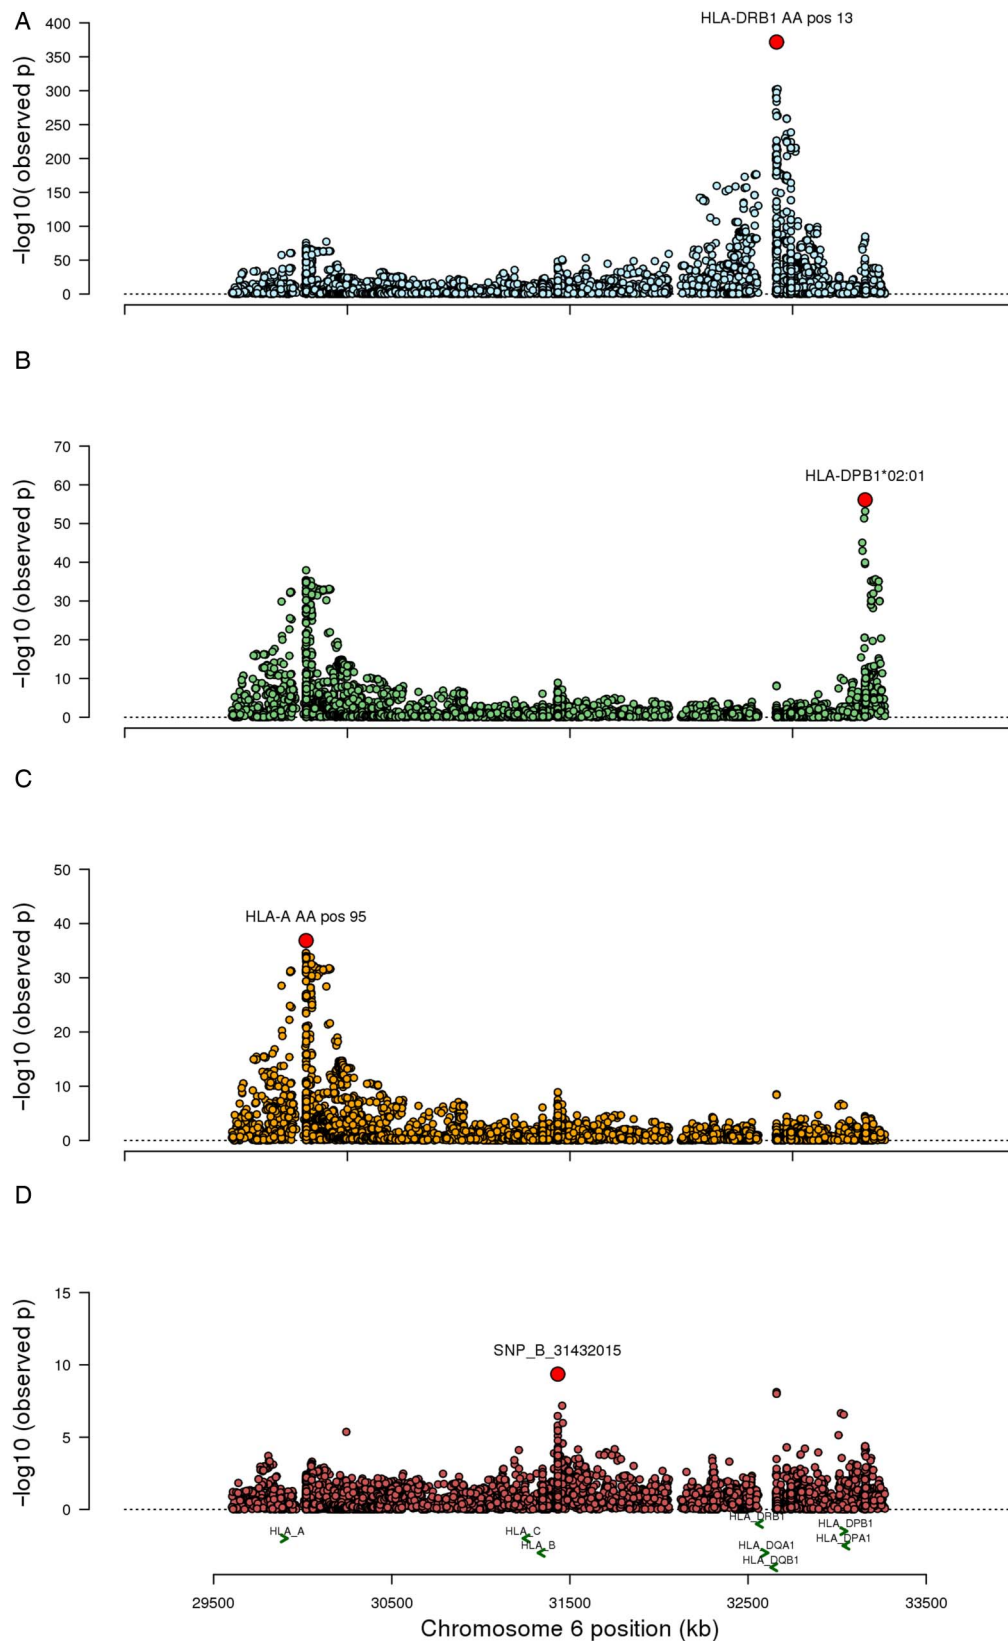 A
HLA-DRB1 AA pos 13
−log10( observed p)
400
350
300
250
200
150
100
50
0
B
HLA-DPB1*02:01
−log10 (observed p)
70
60
50
40
30
20
10
0
C
HLA-A AA pos 95
−log10 (observed p)
50
40
30
20
10
0
D
SNP_B_31432015
−log10 (observed p)
15
10
5
0
HLA_A
HLA_C
HLA_B
HLA_DRB1
HLA_DQA1
HLA_DQB1
HLA_DPB1
HLA_DPA1
29500 30500 31500 32500 33500
Chromosome 6 position (kb)